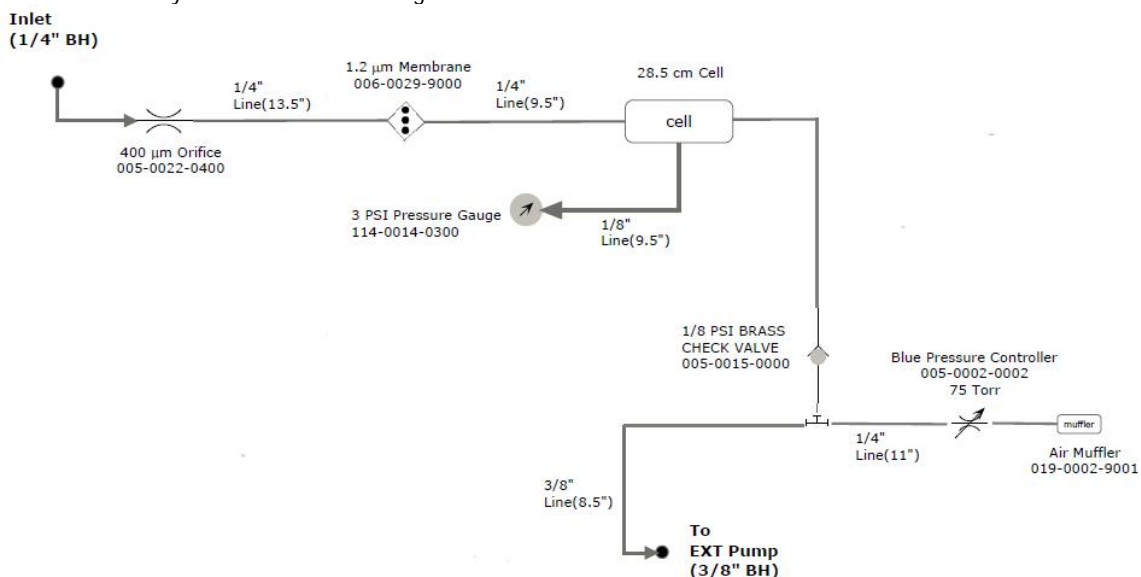 Inlet
(1/4" BH)
1.2 µm Membrane
006-0029-9000
28.5 cm Cell
1/4"
Line(13.5")
1/4"
Line(9.5")
cell
400 µm Orifice
005-0022-0400
3 PSI Pressure Gauge
114-0014-0300
1/8"
Line(9.5")
1/8 PSI BRASS
CHECK VALVE
005-0015-0000
Blue Pressure Controller
005-0002-0002
75 Torr
muffler
1/4"
Line(11")
Air Muffler
019-0002-9001
3/8"
Line(8.5")
To
EXT Pump
(3/8" BH)